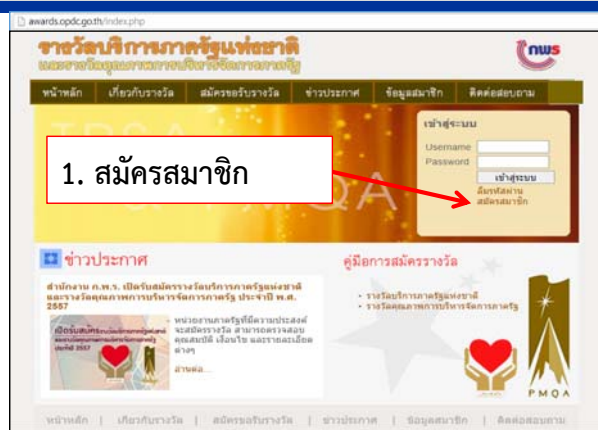 awards.opdc.go.th/index.php
รางวัลบริการภาครัฐแห่งชาติ
และรางวัลคุณภาพการบริหารจัดการภาครัฐ
กพร
หน้าหลัก เกี่ยวกับรางวัล สมัครขอรับรางวัล ข่าวประกาศ ข้อมูลสมาชิก ติดต่อสอบถาม
เข้าสู่ระบบ
Username
Password
เข้าสู่ระบบ
ลืมรหัสผ่าน
สมัครสมาชิก
1. สมัครสมาชิก
ข่าวประกาศ
สำนักงาน ก.พ.ร. เปิดรับสมัครรางวัลบริการภาครัฐแห่งชาติ
และรางวัลคุณภาพการบริหารจัดการภาครัฐ ประจำปี พ.ศ.
2557
หน่วยงานภาครัฐที่มีความประสงค์
จะสมัครรางวัล สามารถตรวจสอบ
คุณสมบัติ เงื่อนไข และรายละเอียด
ต่างๆ
อ่านต่อ...
คู่มือการสมัครรางวัล
รางวัลบริการภาครัฐแห่งชาติ
รางวัลคุณภาพการบริหารจัดการภาครัฐ
PMQA
หน้าหลัก | เกี่ยวกับรางวัล | สมัครขอรับรางวัล | ข่าวประกาศ | ข้อมูลสมาชิก | ติดต่อสอบถาม